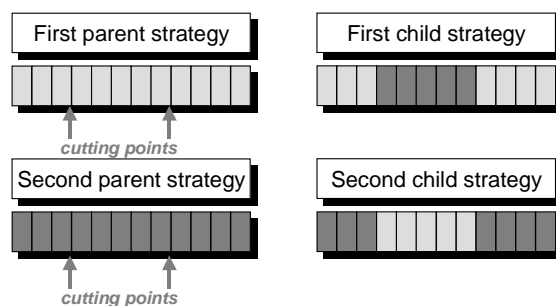 First parent strategy
First child strategy
cutting points
Second parent strategy
Second child strategy
cutting points